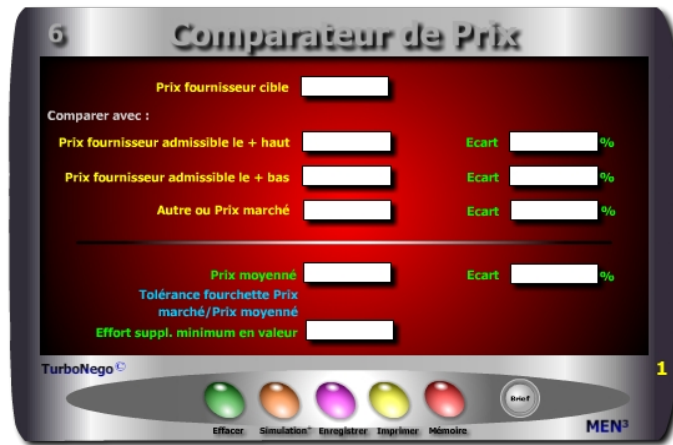 6 Comparateur de Prix
Prix fournisseur cible
Comparer avec :
Prix fournisseur admissible le + haut Ecart %
Prix fournisseur admissible le + bas Ecart %
Autre ou Prix marché Ecart %
Prix moyenné Ecart %
Tolérance fourchette Prix
marché/Prix moyenné
Effort suppl. minimum en valeur
TurboNego© 1
Brief
Effacer Simulation+ Enregistrer Imprimer Mémoire
MEN³